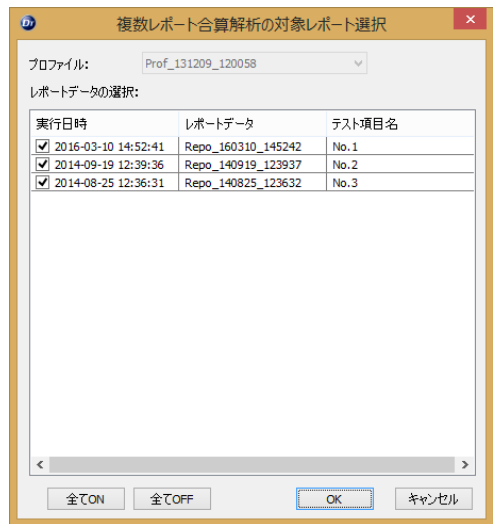 複数レポート合算解析の対象レポート選択
プロファイル: Prof_131209_120058
レポートデータの選択:
実行日時 レポートデータ テスト項目名
2016-03-10 14:52:41 Repo_160310_145242 No.1
2014-09-19 12:39:36 Repo_140919_123937 No.2
2014-08-25 12:36:31 Repo_140825_123632 No.3
全てON 全てOFF OK キャンセル